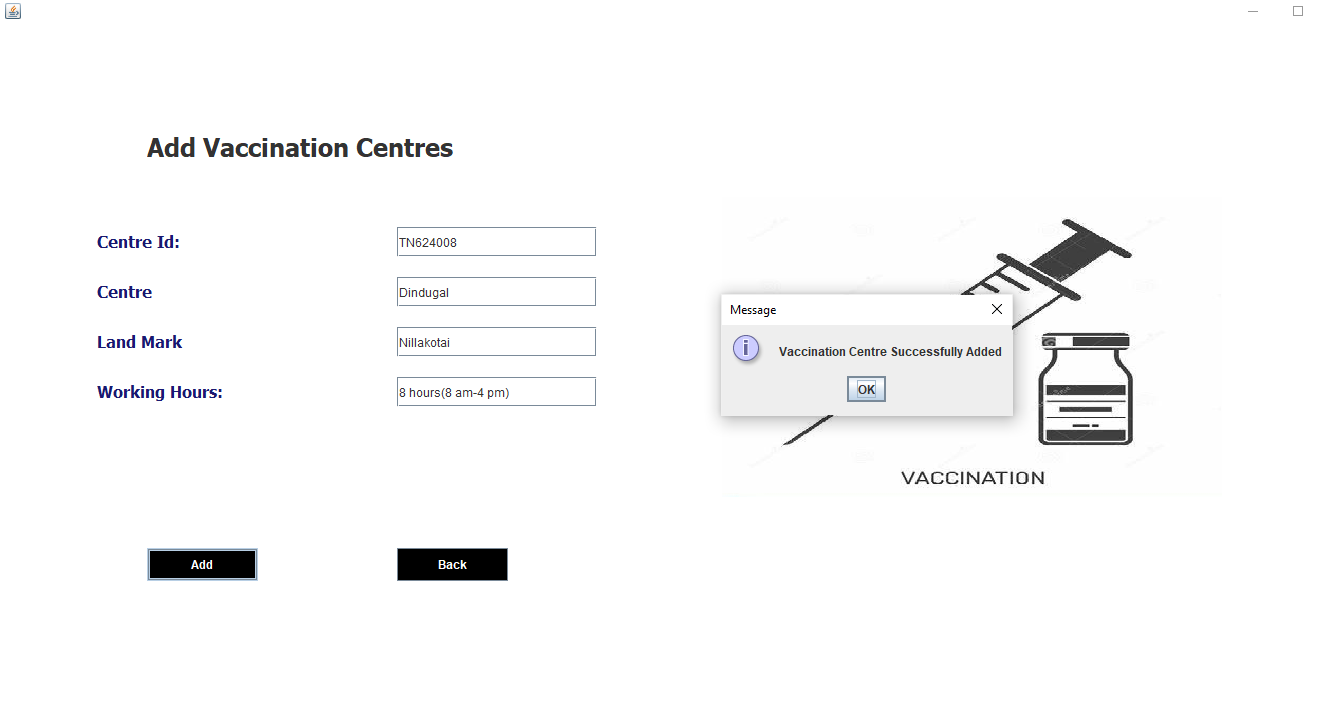 Add Vaccination Centres
Centre Id:
TN624008
Centre
Dindugal
Land Mark
Nillakotai
Working Hours:
8 hours(8 am-4 pm)
Message
Vaccination Centre Successfully Added
OK
VACCINATION
Add
Back